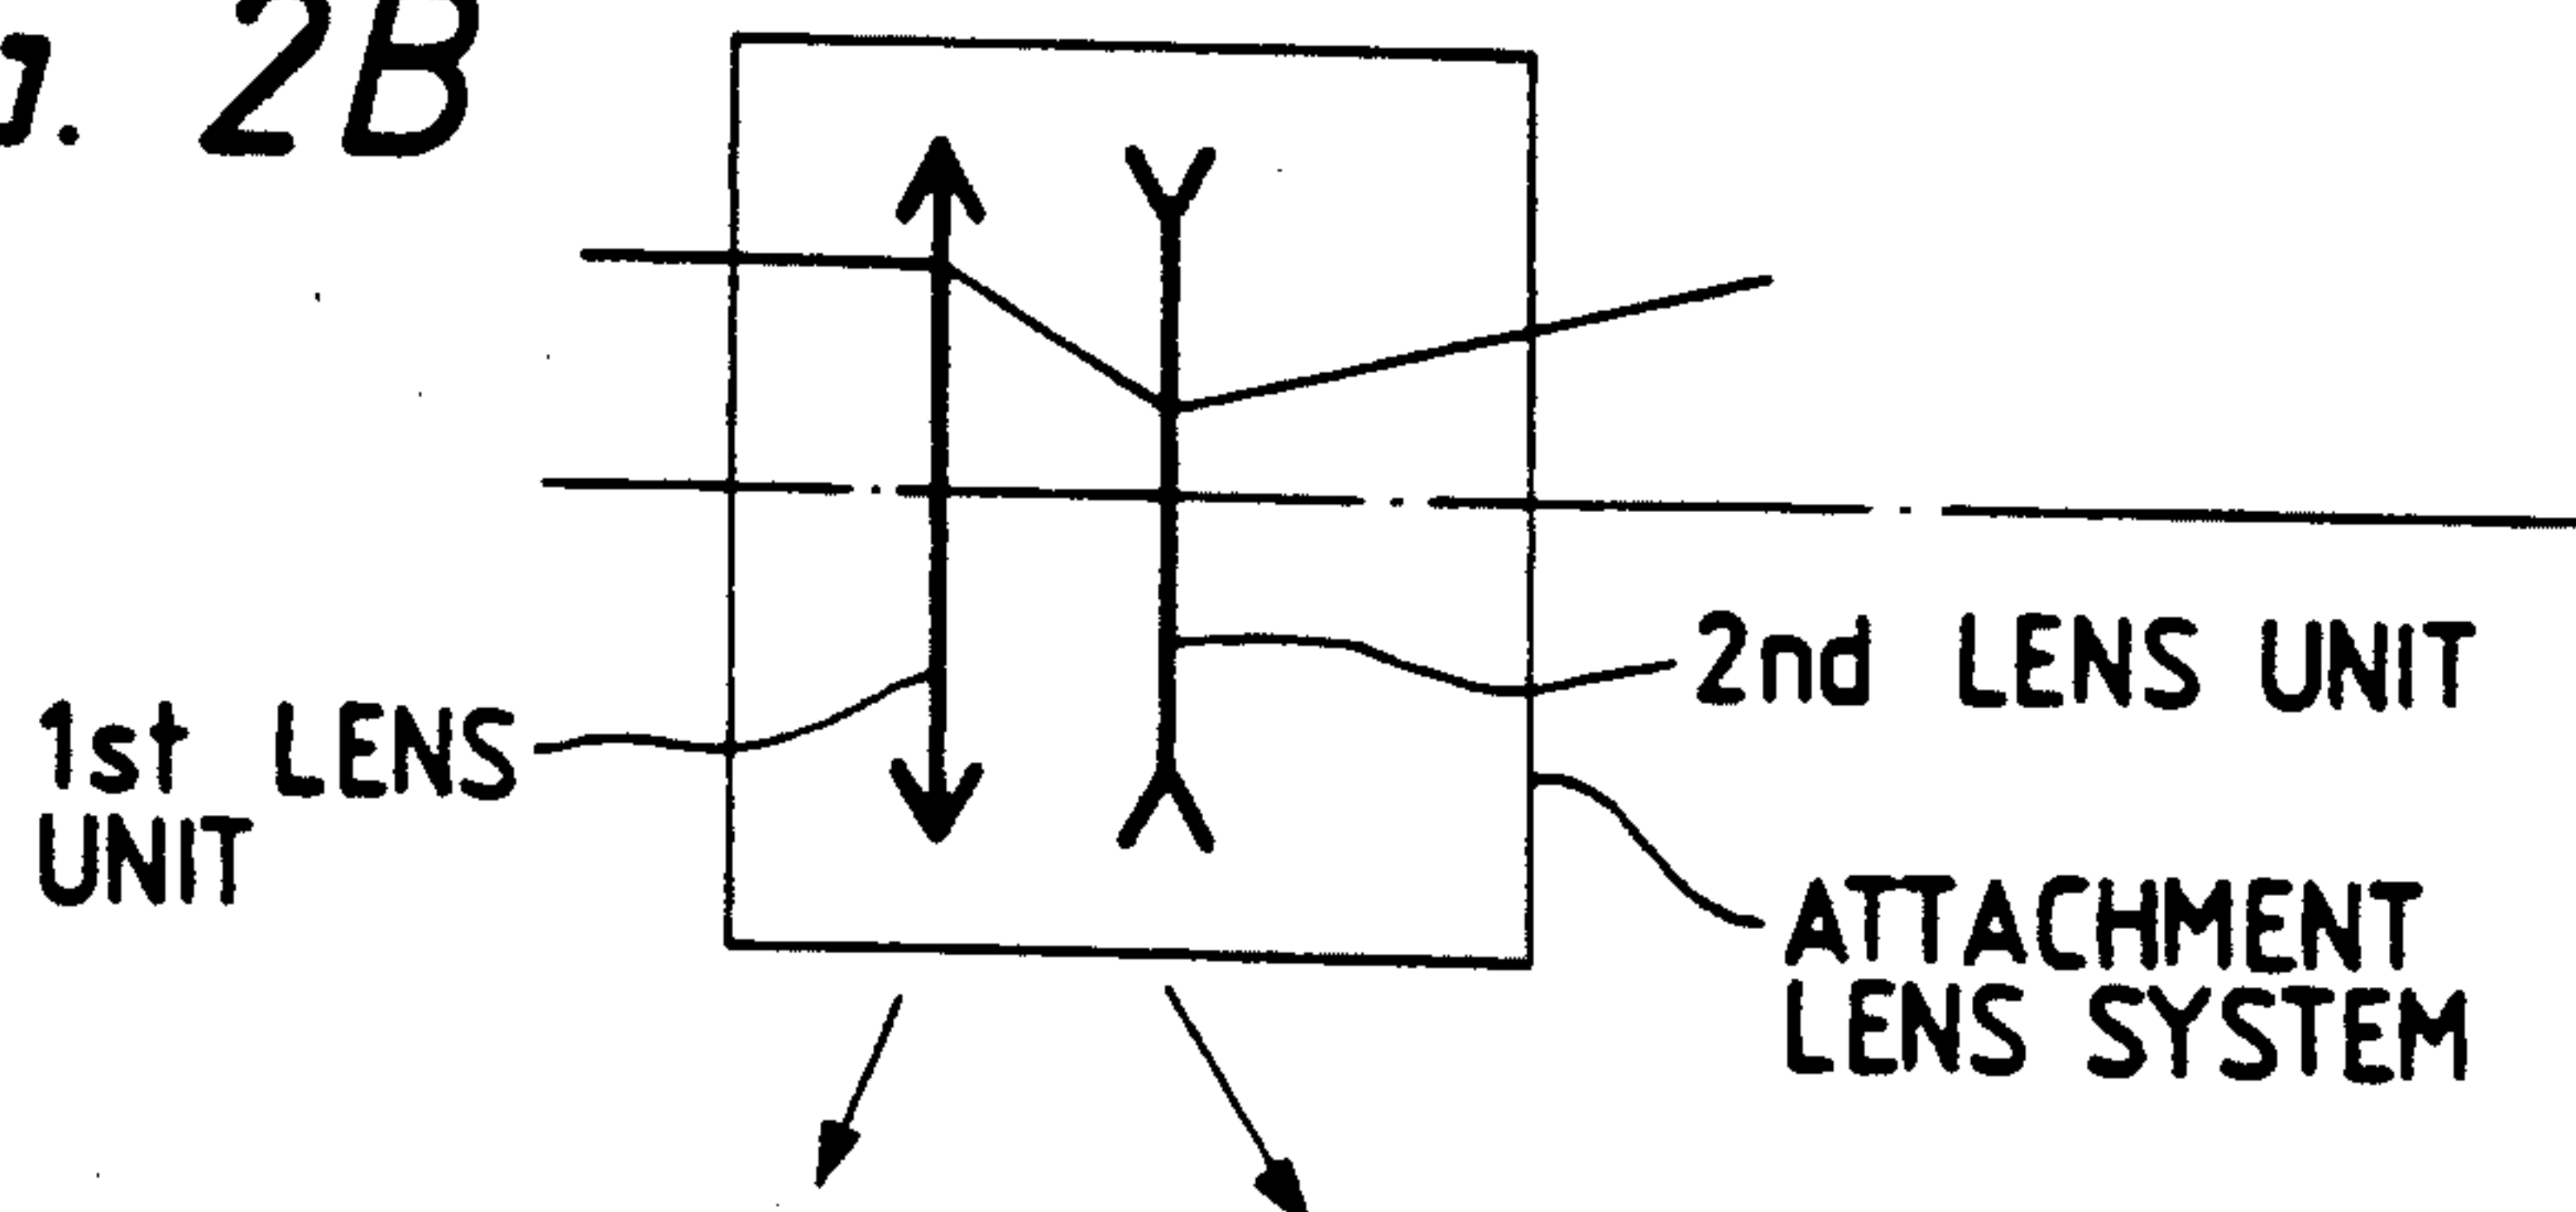 2B
2nd LENS UNIT
1st LENS
UNIT
ATTACHMENT
LENS SYSTEM